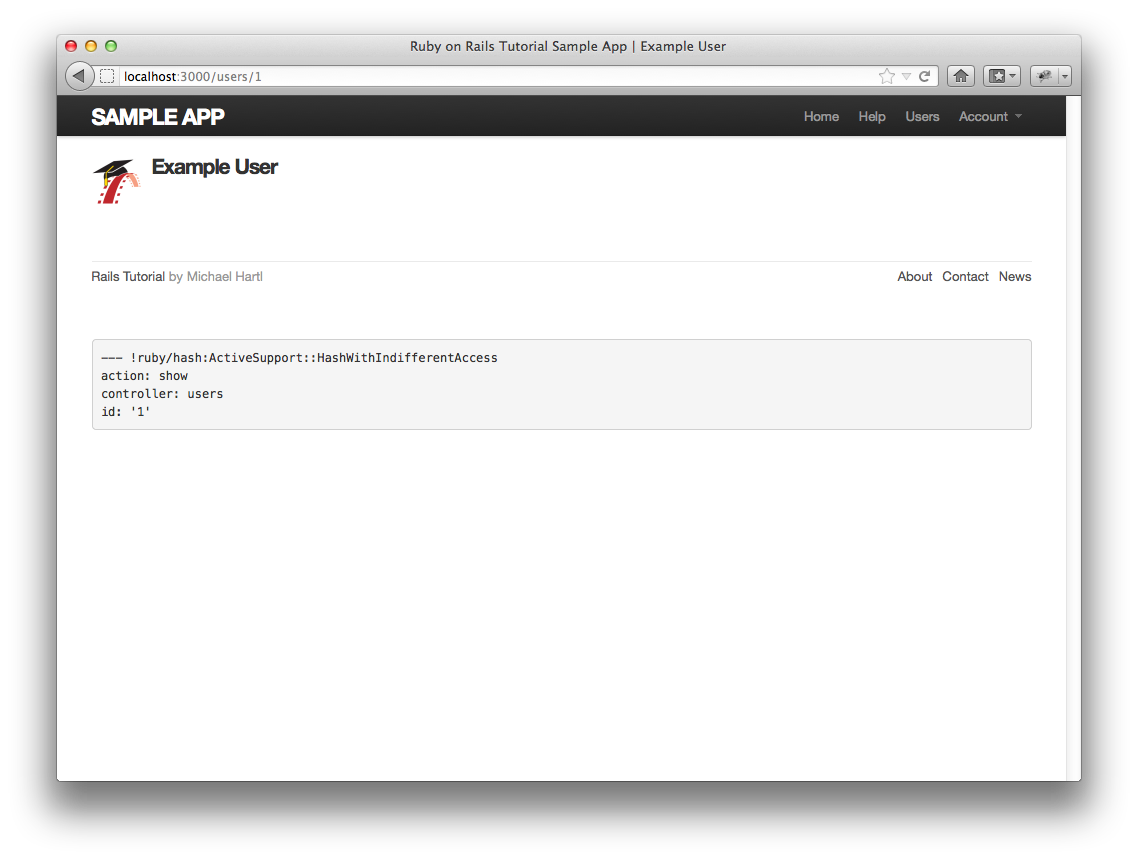 Ruby on Rails Tutorial Sample App | Example User
localhost:3000/users/1
SAMPLE APP Home Help Users Account
Example User
Rails Tutorial by Michael Hartl About Contact News
--- !ruby/hash:ActiveSupport::HashWithIndifferentAccess
action: show
controller: users
id: '1'